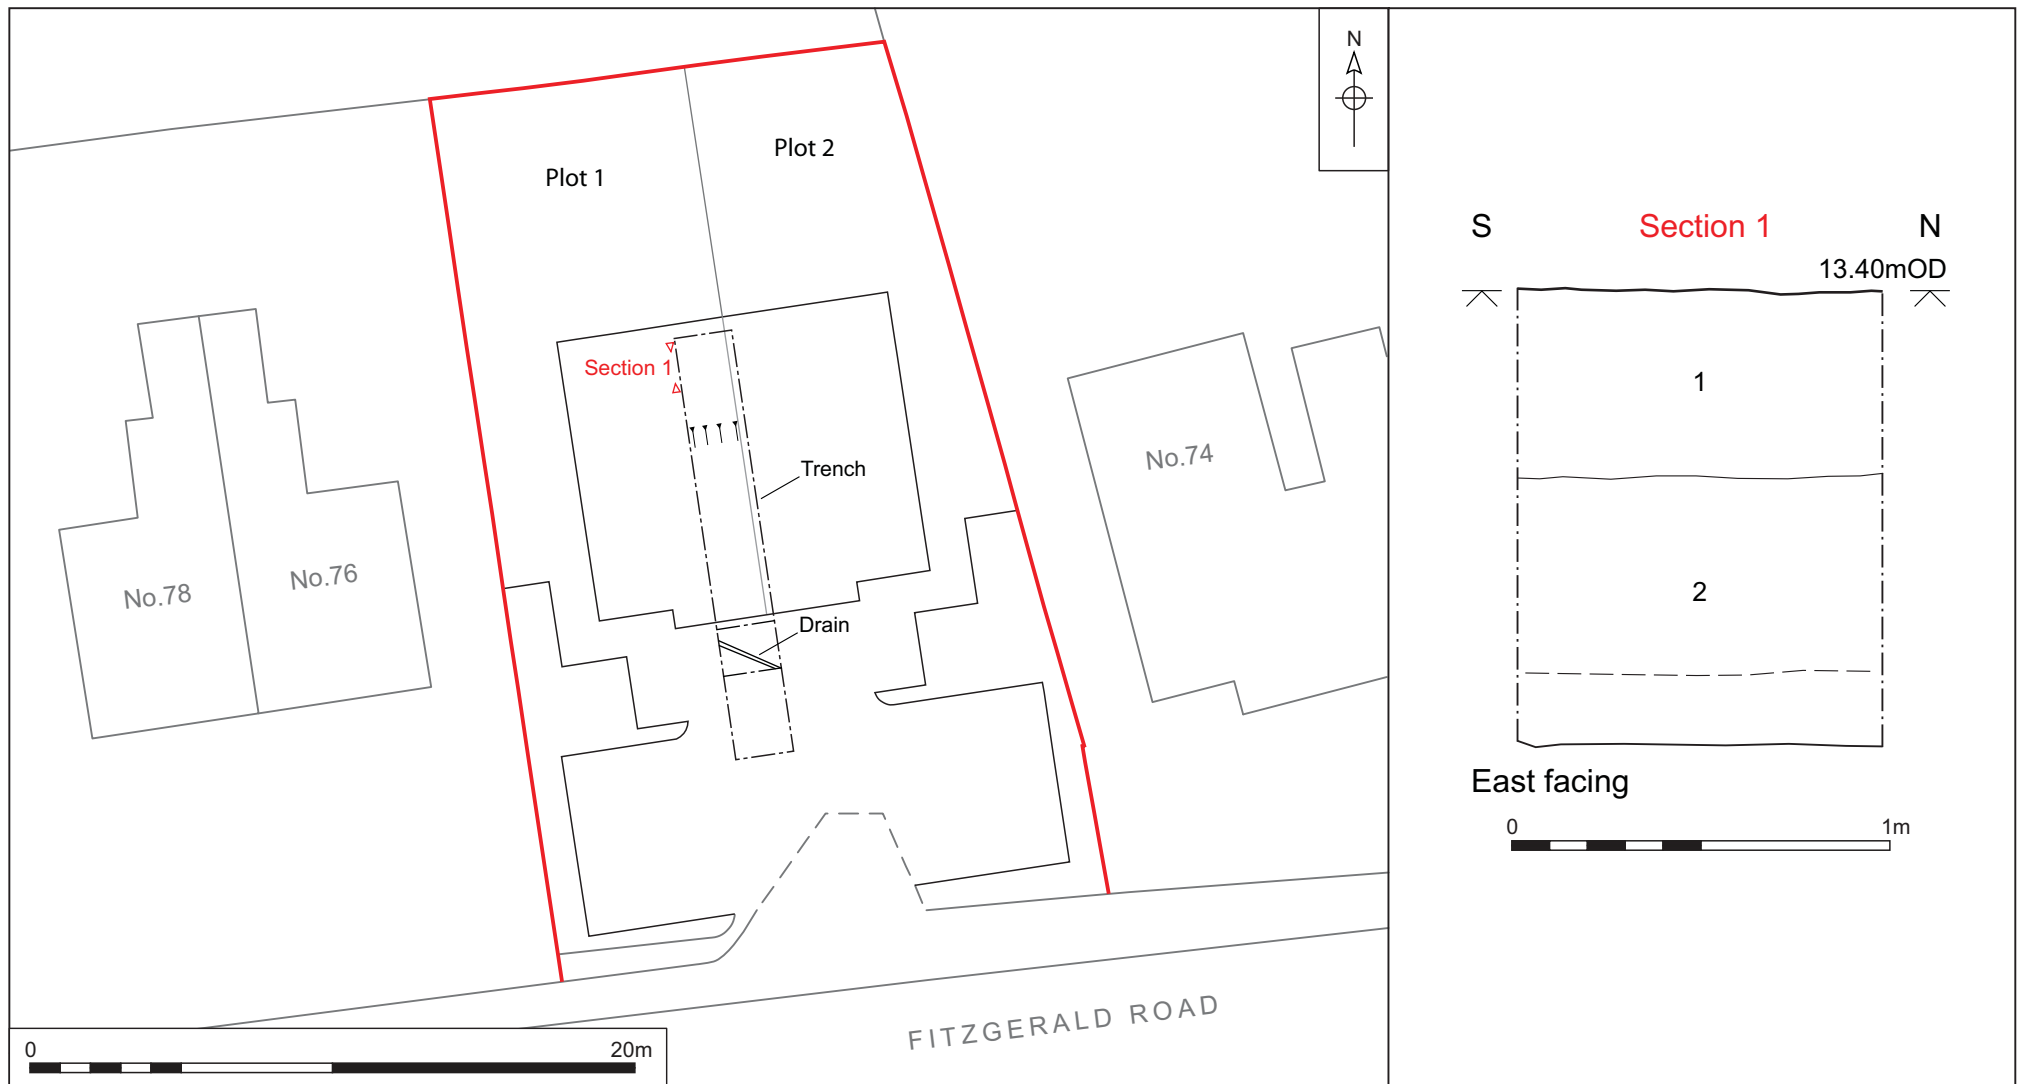 N
Plot 2
Plot 1
S Section 1 N
13.40mOD
Section 1
1
No.74
Trench
No.76
No.78
2
Drain
East facing
0 1m
FITZGERALD ROAD
0 20m